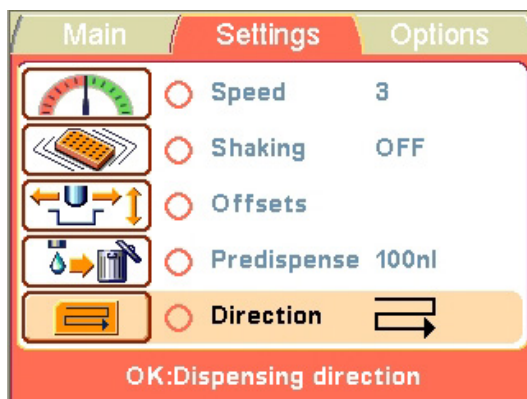 Main Settings Options
Speed 3
Shaking OFF
Offsets
Predispense 100nl
Direction
OK:Dispensing direction